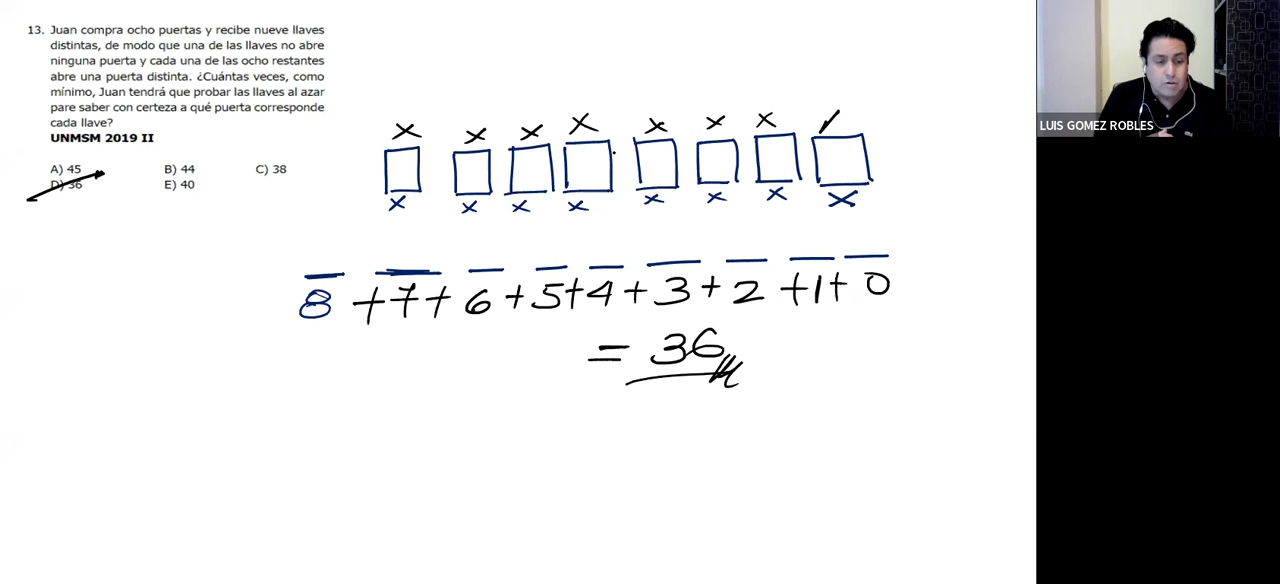 13. Juan compra ocho puertas y recibe nueve llaves
distintas, de modo que una de las llaves no abre
ninguna puerta y cada una de las ocho restantes
abre una puerta distinta. ¿Cuántas veces, como
mínimo, Juan tendrá que probar las llaves al azar
pare saber con certeza a qué puerta corresponde
cada llave?
UNMSM 2019 II
A) 45 B) 44 C) 38
D) 36 E) 40
x x x x x x x ✓
x x x x x x x x
8 + 7 + 6 + 5 + 4 + 3 + 2 + 1 + 0
= 36
LUIS GOMEZ ROBLES